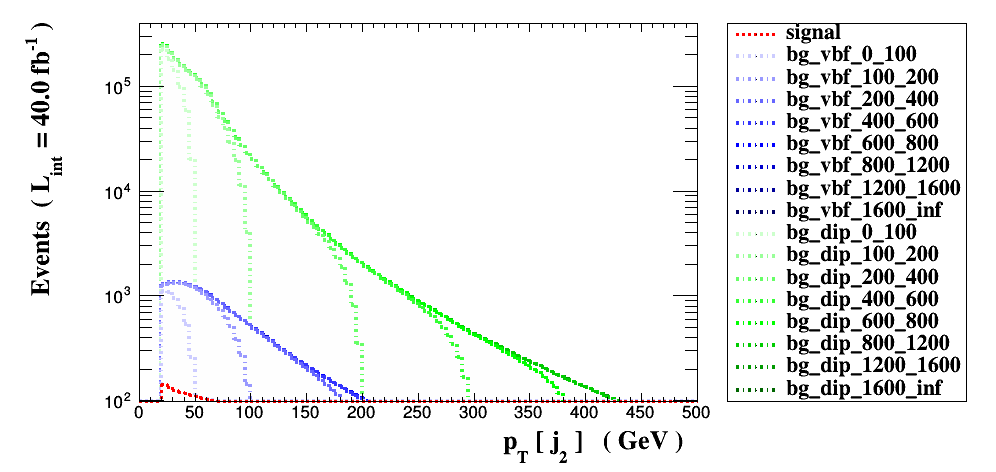 Events ( L_int = 40.0 fb^-1 )
10^5
10^4
10^3
10^2
0 50 100 150 200 250 300 350 400 450 500
p_T [ j_2 ] ( GeV )
signal
bg_vbf_0_100
bg_vbf_100_200
bg_vbf_200_400
bg_vbf_400_600
bg_vbf_600_800
bg_vbf_800_1200
bg_vbf_1200_1600
bg_vbf_1600_inf
bg_dip_0_100
bg_dip_100_200
bg_dip_200_400
bg_dip_400_600
bg_dip_600_800
bg_dip_800_1200
bg_dip_1200_1600
bg_dip_1600_inf